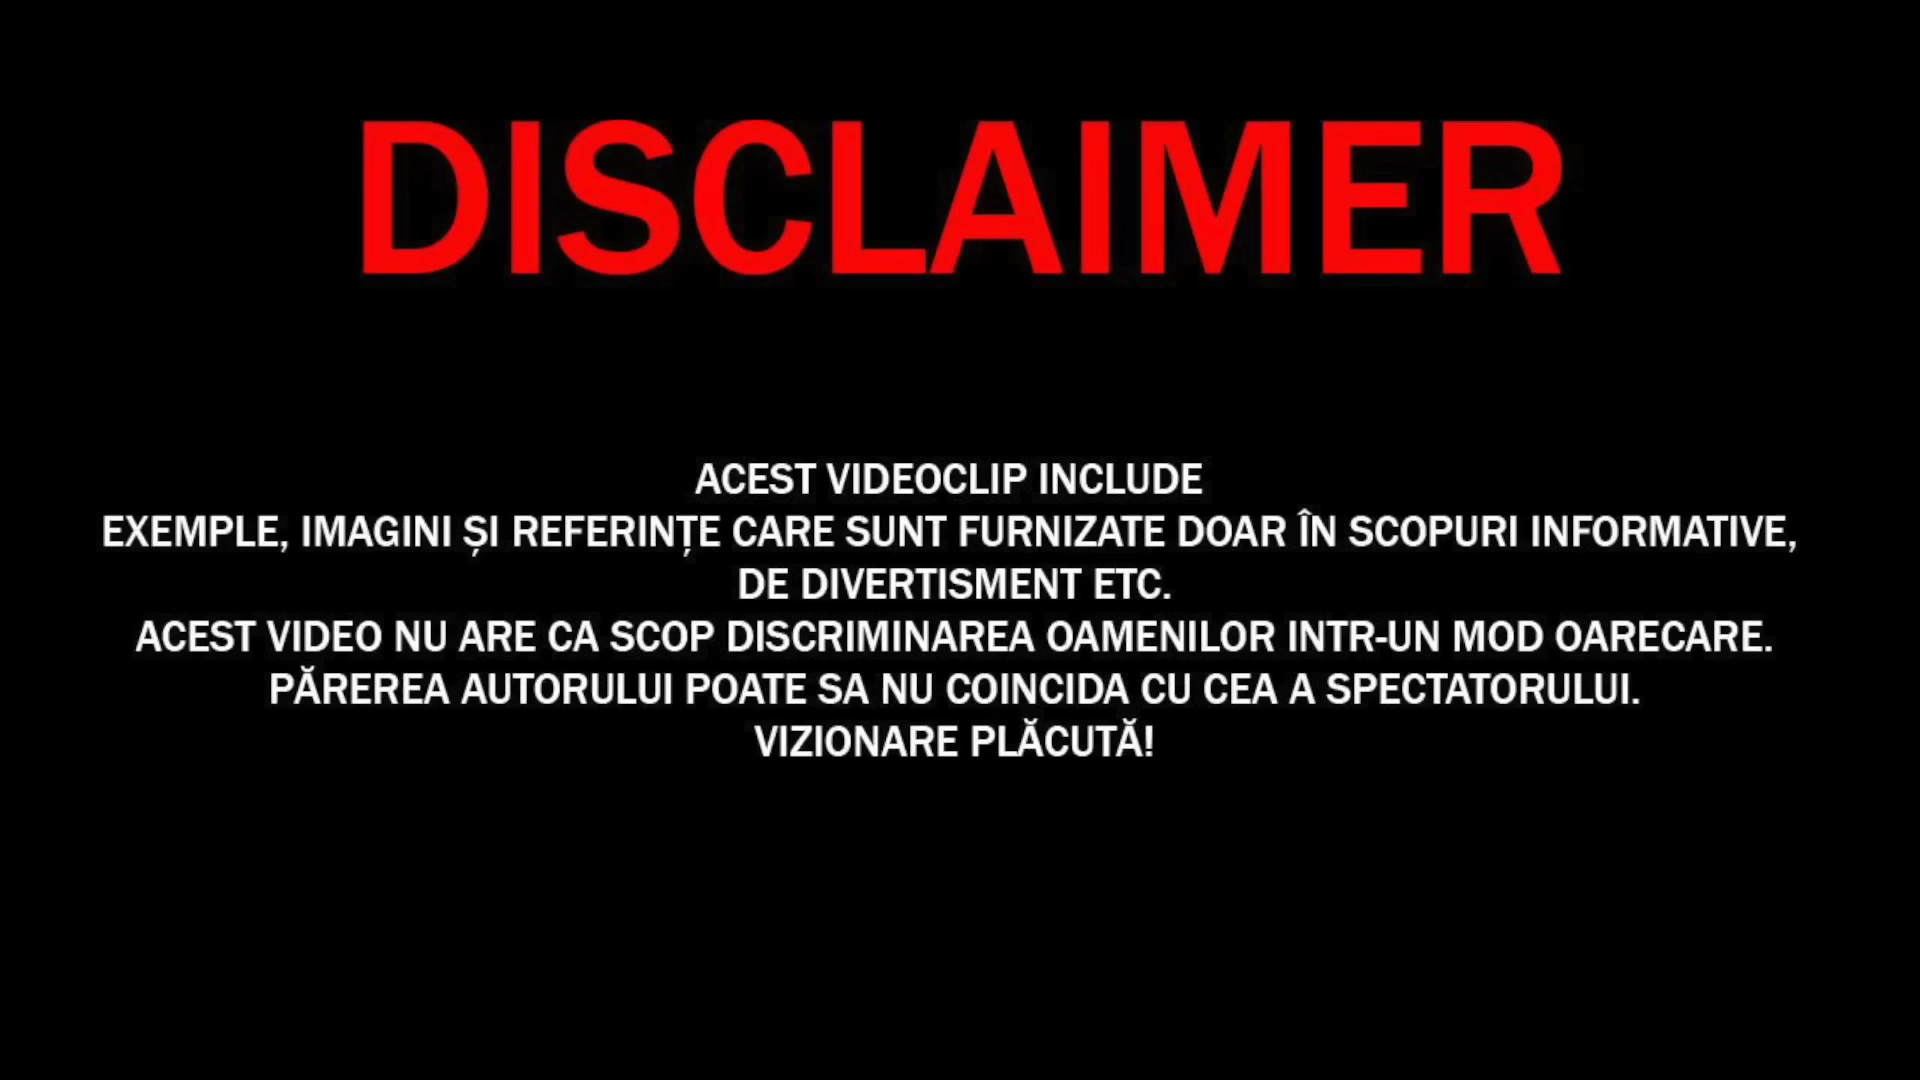 DISCLAIMER
ACEST VIDEOCLIP INCLUDE
EXEMPLE, IMAGINI ȘI REFERINȚE CARE SUNT FURNIZATE DOAR ÎN SCOPURI INFORMATIVE,
DE DIVERTISMENT ETC.
ACEST VIDEO NU ARE CA SCOP DISCRIMINAREA OAMENILOR INTR-UN MOD OARECARE.
PĂREREA AUTORULUI POATE SA NU COINCIDA CU CEA A SPECTATORULUI.
VIZIONARE PLĂCUTĂ!